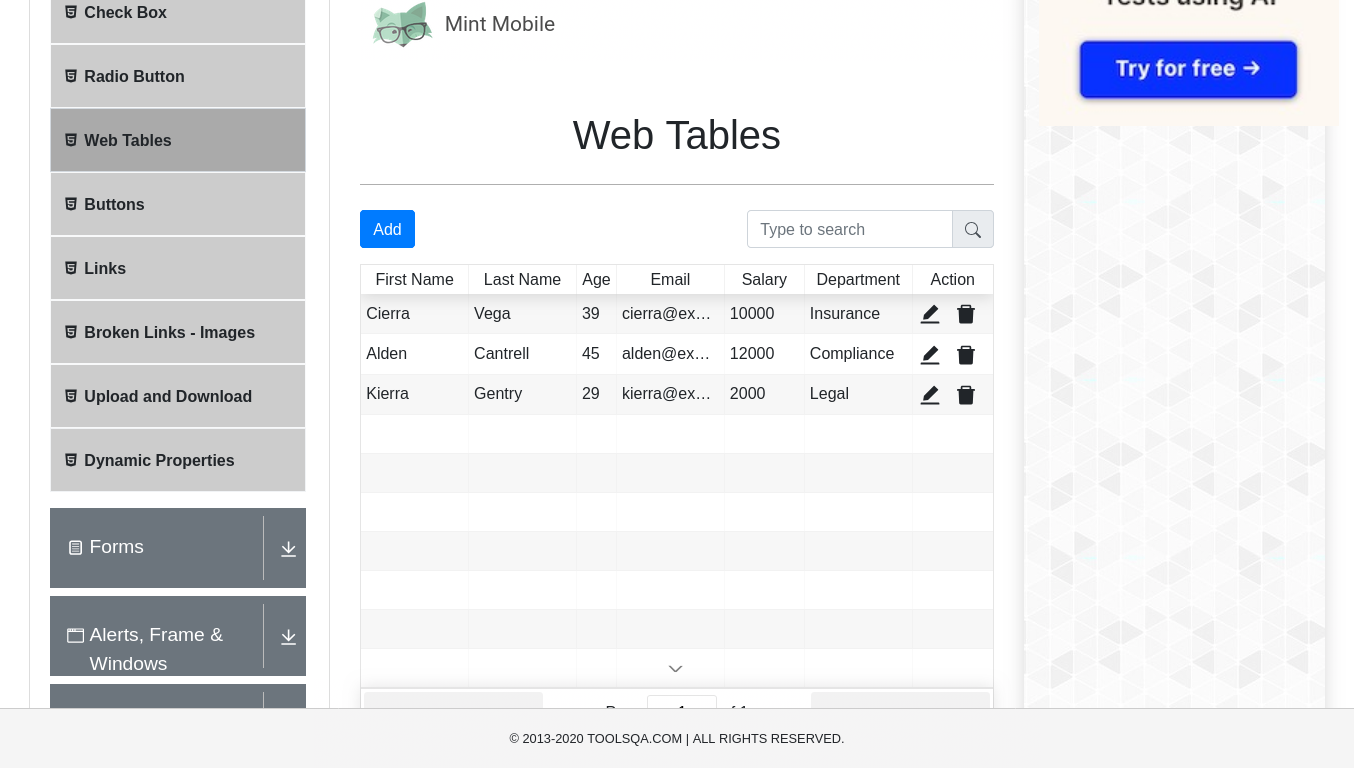 Check Box
Radio Button
Web Tables
Buttons
Links
Broken Links - Images
Upload and Download
Dynamic Properties
Forms
Alerts, Frame &
Windows
Mint Mobile
Web Tables
Add
Type to search
First Name Last Name Age Email Salary Department Action
Cierra Vega 39 cierra@ex... 10000 Insurance
Alden Cantrell 45 alden@ex... 12000 Compliance
Kierra Gentry 29 kierra@ex... 2000 Legal
Tests using AI
Try for free →
© 2013-2020 TOOLSQA.COM | ALL RIGHTS RESERVED.